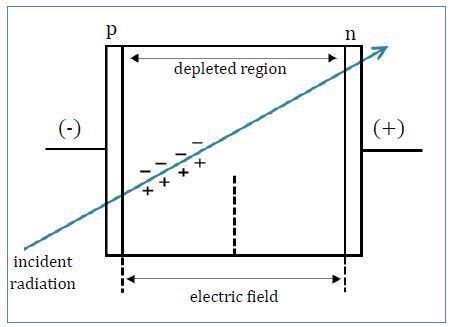 p
n
depleted region
(-)
(+)
− − − −
+ + + +
incident
radiation
electric field